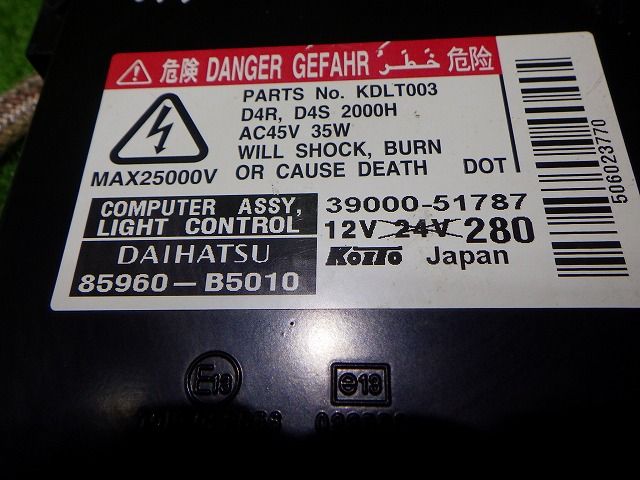 危険 DANGER GEFAHR خطر 危险
PARTS No. KDLT003
D4R, D4S 2000H
AC45V 35W
WILL SHOCK, BURN
OR CAUSE DEATH DOT
MAX25000V
506023770
COMPUTER ASSY,
LIGHT CONTROL
DAIHATSU
85960-B5010
39000-51787
12V 24V 280
KOITO Japan
E13
e13